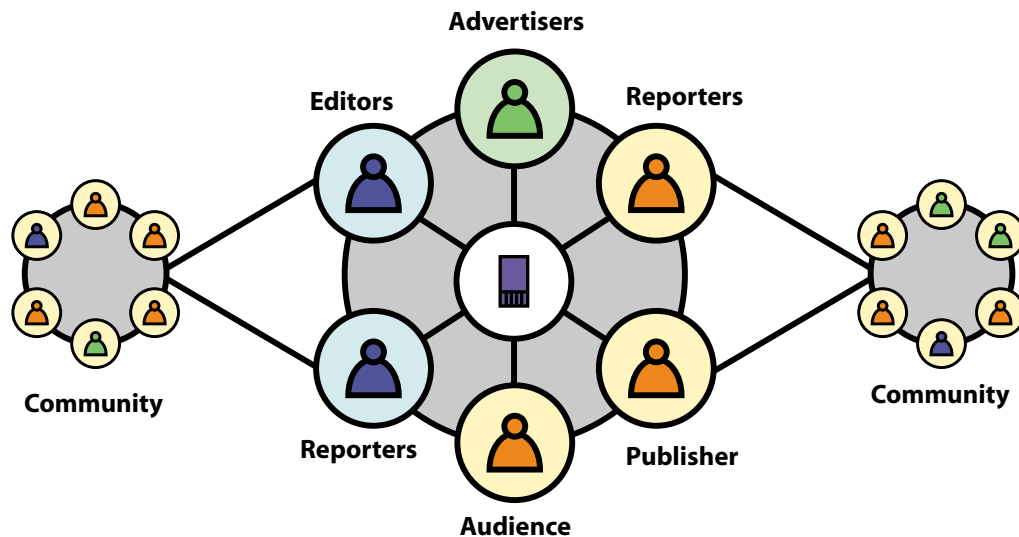 Advertisers
Editors
Reporters
Community
Community
Reporters
Publisher
Audience